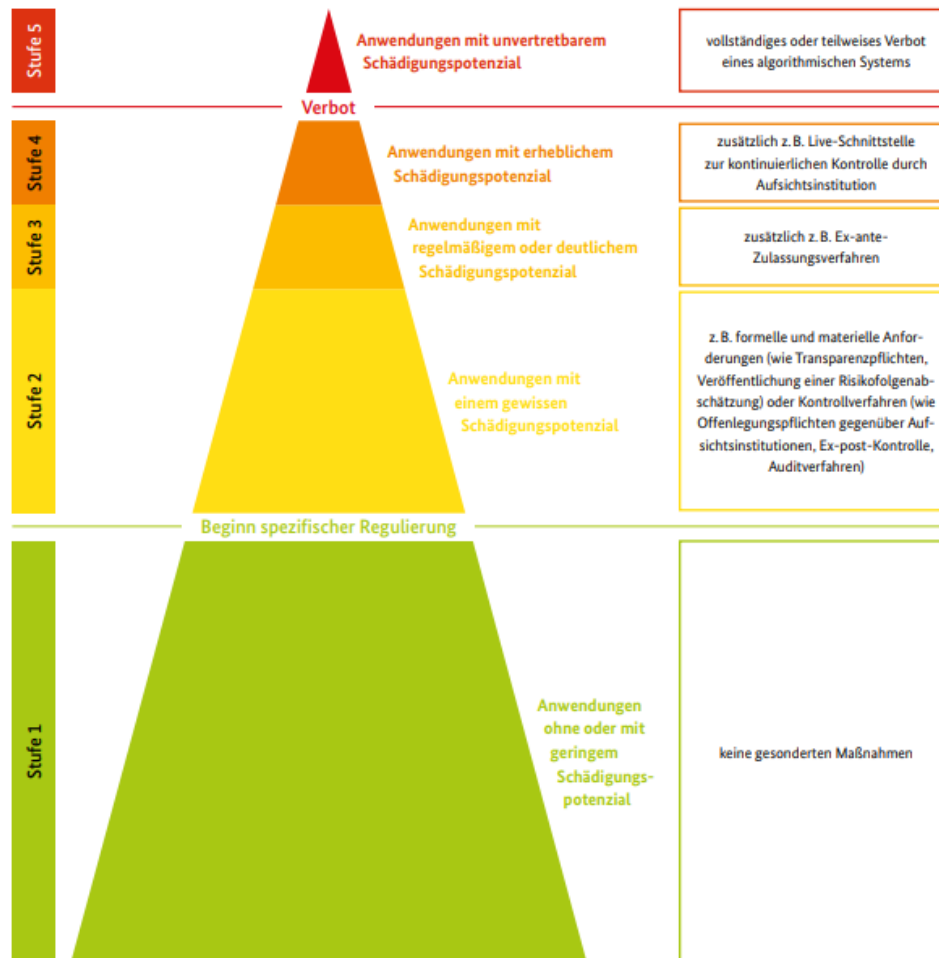 Stufe 5
Anwendungen mit unvertretbarem
Schädigungspotenzial
vollständiges oder teilweises Verbot
eines algorithmischen Systems
Verbot
Stufe 4
Anwendungen mit erheblichem
Schädigungspotenzial
zusätzlich z. B. Live-Schnittstelle
zur kontinuierlichen Kontrolle durch
Aufsichtsinstitution
Stufe 3
Anwendungen mit
regelmäßigem oder deutlichem
Schädigungspotenzial
zusätzlich z. B. Ex-ante-
Zulassungsverfahren
Stufe 2
Anwendungen mit
einem gewissen
Schädigungspotenzial
z. B. formelle und materielle Anfor-
derungen (wie Transparenzpflichten,
Veröffentlichung einer Risikofolgenab-
schätzung) oder Kontrollverfahren (wie
Offenlegungspflichten gegenüber Auf-
sichtsinstitutionen, Ex-post-Kontrolle,
Auditverfahren)
Beginn spezifischer Regulierung
Stufe 1
Anwendungen
ohne oder mit
geringem
Schädigungs-
potenzial
keine gesonderten Maßnahmen